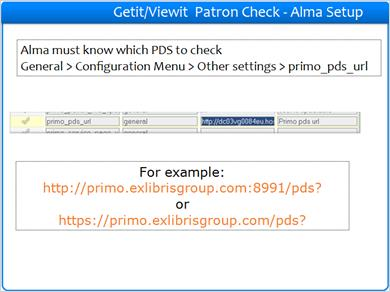 Getit/Viewit Patron Check - Alma Setup
Alma must know which PDS to check
General > Configuration Menu > Other settings > primo_pds_url
primo_pds_url general http://dc03vg0084eu.ho Primo pds url
For example:
http://primo.exlibrisgroup.com:8991/pds?
or
https://primo.exlibrisgroup.com/pds?